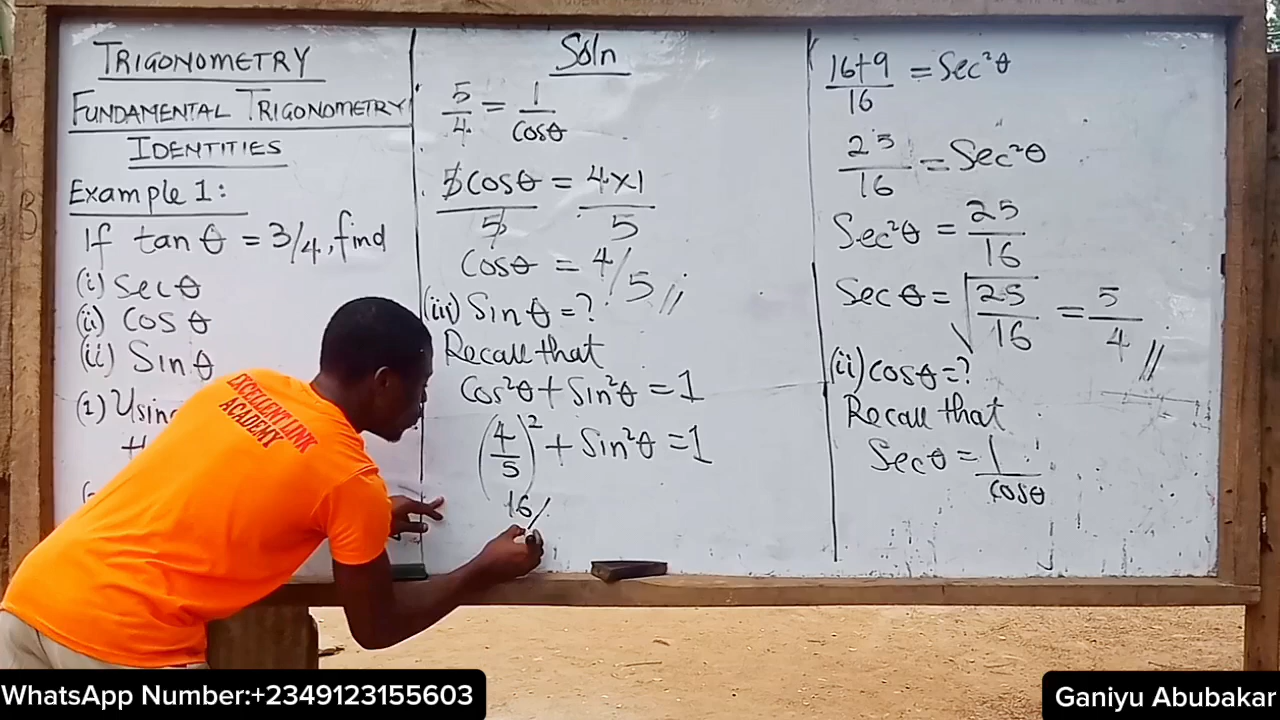 TRIGONOMETRY
FUNDAMENTAL TRIGONOMETRY
IDENTITIES
Example 1:
If tan θ = 3/4, find
(i) sec θ
(ii) cos θ
(iii) Sin θ
(1) Using
Soln
5/4 = 1/cosθ
5cosθ/5 = 4×1/5
cosθ = 4/5//
(iii) Sin θ = ?
Recall that
cos²θ + Sin²θ = 1
(4/5)² + Sin²θ = 1
16/
16+9/16 = Sec²θ
25/16 = Sec²θ
Sec²θ = 25/16
Sec θ = √25/16 = 5/4//
(ii) cosθ = ?
Recall that
Sec θ = 1/cosθ
EXCELLENT LINK
ACADEMY
WhatsApp Number:+2349123155603
Ganiyu Abubakar